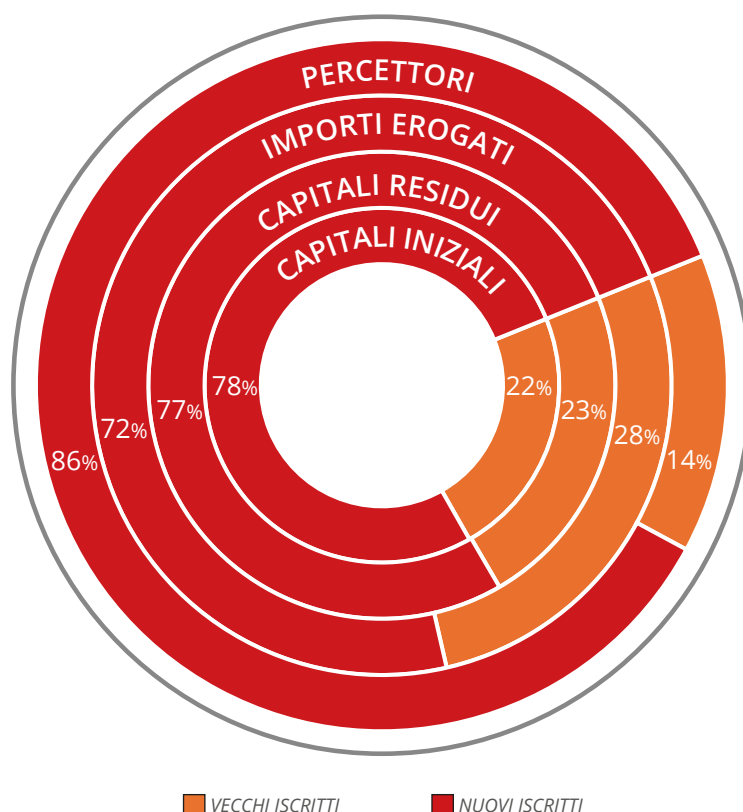 PERCETTORI
IMPORTI EROGATI
CAPITALI RESIDUI
CAPITALI INIZIALI
78%
22%
77%
23%
72%
28%
86%
14%
VECCHI ISCRITTI
NUOVI ISCRITTI